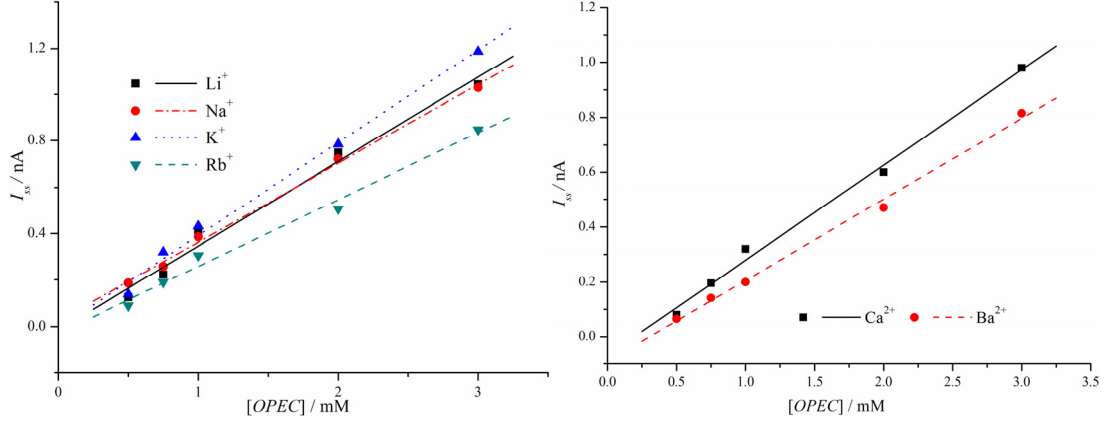 1.2
0.8
0.4
0.0
I_ss / nA
Li⁺
Na⁺
K⁺
Rb⁺
0 1 2 3
[OPEC] / mM
1.2
1.0
0.8
0.6
0.4
0.2
0.0
I_ss / nA
Ca²⁺ Ba²⁺
0.0 0.5 1.0 1.5 2.0 2.5 3.0 3.5
[OPEC] / mM